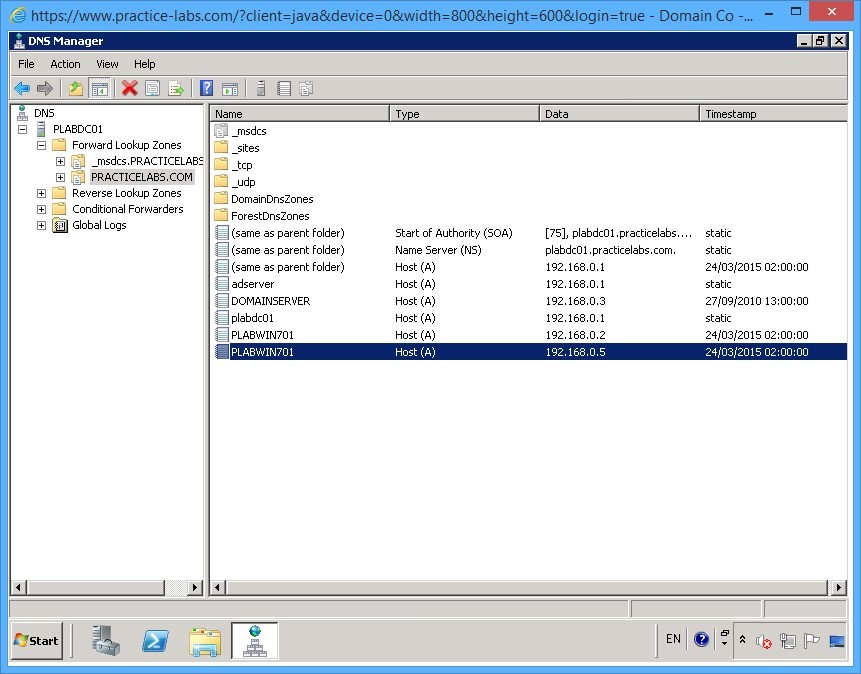 https://www.practice-labs.com/?client=java&device=0&width=800&height=600&login=true - Domain Co -...
DNS Manager
File Action View Help
DNS
PLABDC01
Forward Lookup Zones
_msdcs.PRACTICELABS
PRACTICELABS.COM
Reverse Lookup Zones
Conditional Forwarders
Global Logs
Name Type Data Timestamp
_msdcs
_sites
_tcp
_udp
DomainDnsZones
ForestDnsZones
(same as parent folder) Start of Authority (SOA) [75], plabdc01.practicelabs.... static
(same as parent folder) Name Server (NS) plabdc01.practicelabs.com. static
(same as parent folder) Host (A) 192.168.0.1 24/03/2015 02:00:00
adserver Host (A) 192.168.0.1 static
DOMAINSERVER Host (A) 192.168.0.3 27/09/2010 13:00:00
plabdc01 Host (A) 192.168.0.1 static
PLABWIN701 Host (A) 192.168.0.2 24/03/2015 02:00:00
PLABWIN701 Host (A) 192.168.0.5 24/03/2015 02:00:00
Start
EN